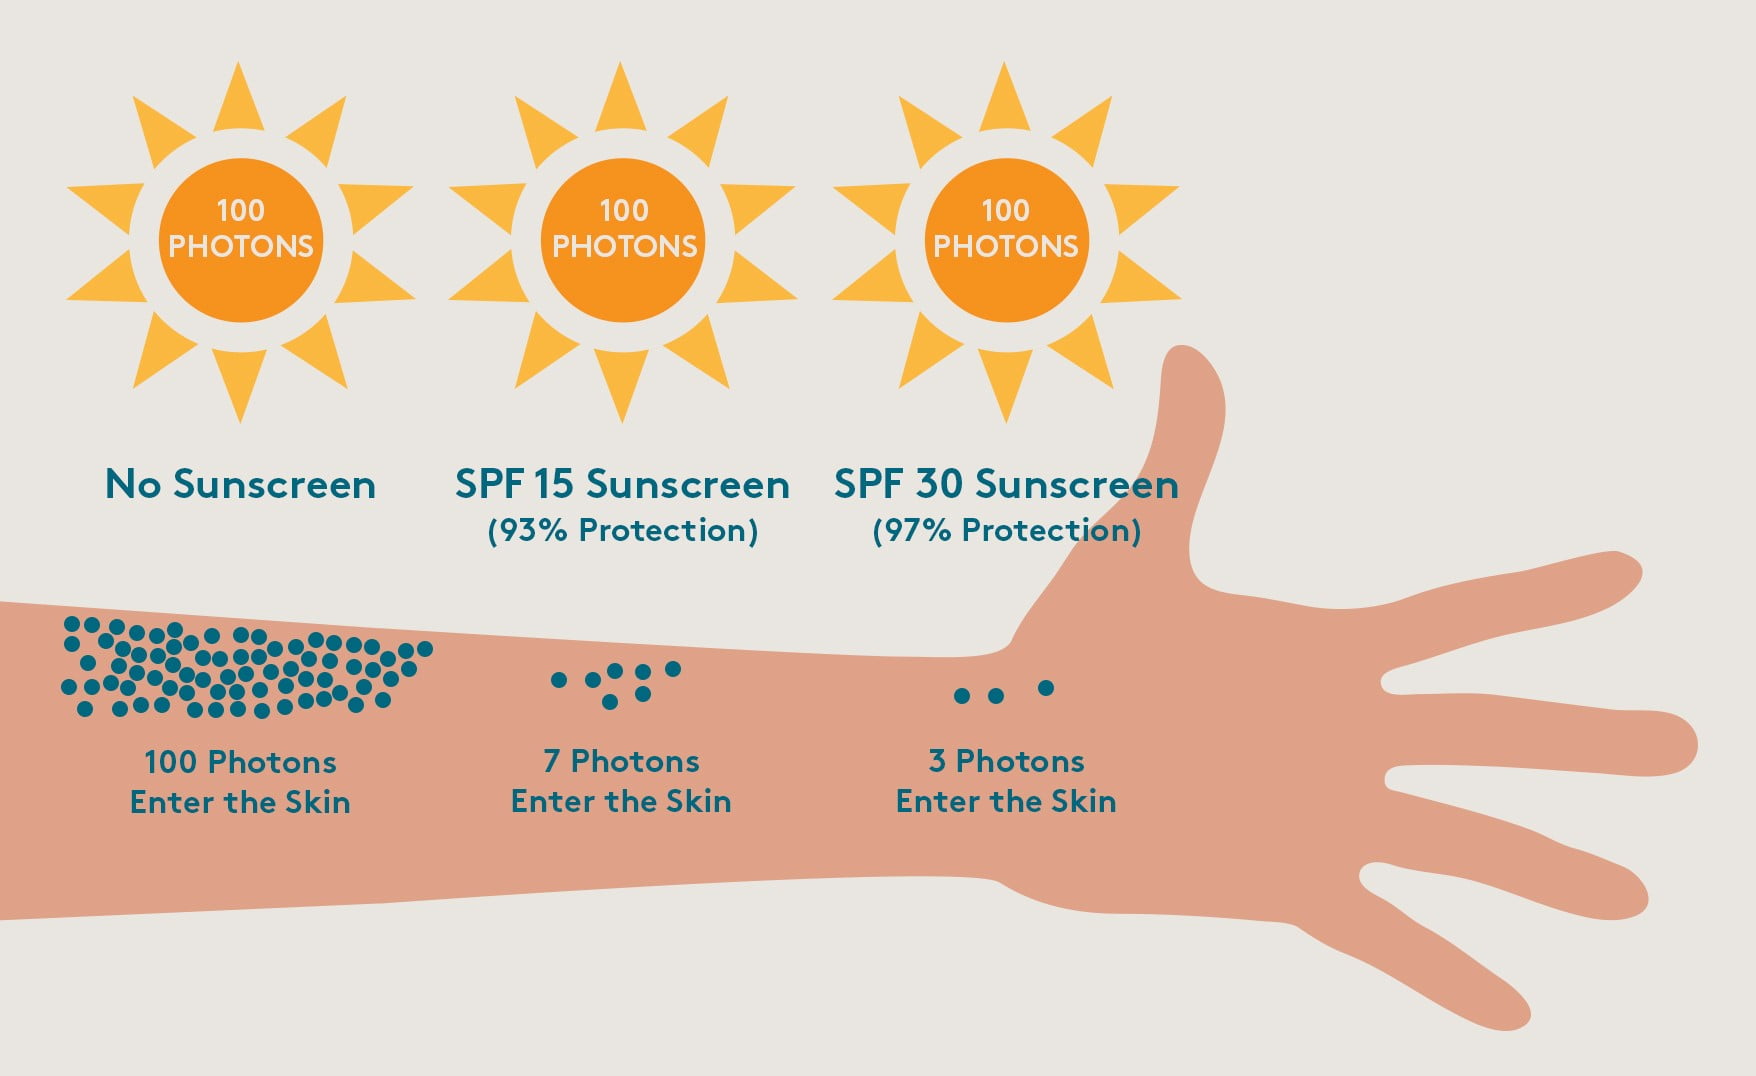 100
PHOTONS
100
PHOTONS
100
PHOTONS
No Sunscreen
SPF 15 Sunscreen
(93% Protection)
SPF 30 Sunscreen
(97% Protection)
100 Photons
Enter the Skin
7 Photons
Enter the Skin
3 Photons
Enter the Skin